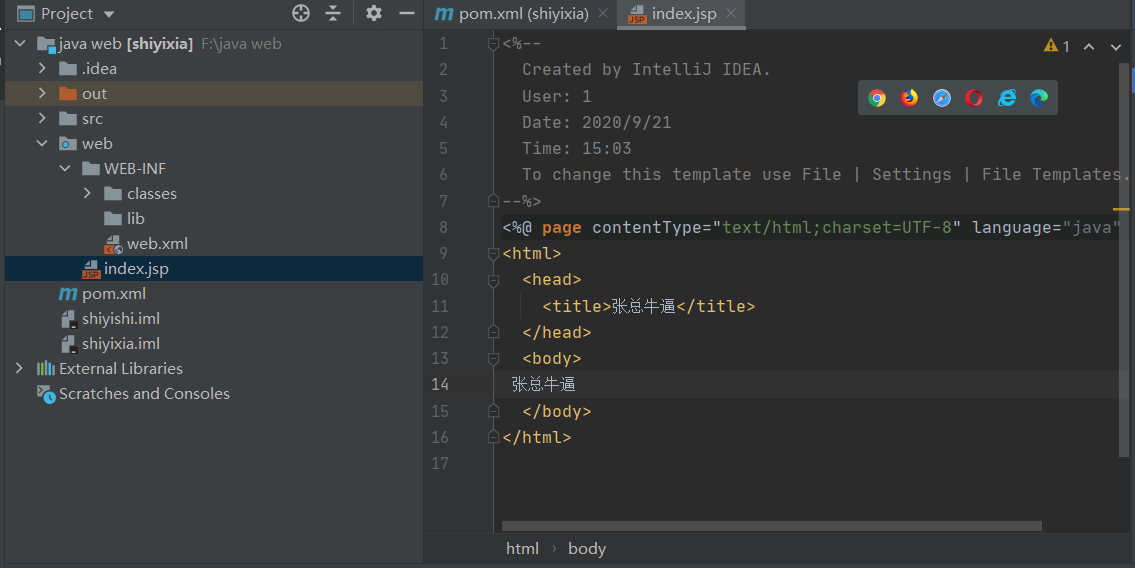 Project
pom.xml (shiyixia)
index.jsp
java web [shiyixia] F:\java web
.idea
out
src
web
WEB-INF
classes
lib
web.xml
index.jsp
pom.xml
shiyishi.iml
shiyixia.iml
External Libraries
Scratches and Consoles
1
1 <%--
2 Created by IntelliJ IDEA.
3 User: 1
4 Date: 2020/9/21
5 Time: 15:03
6 To change this template use File | Settings | File Templates.
7 --%>
8 <%@ page contentType="text/html;charset=UTF-8" language="java"
9 <html>
10 <head>
11 <title>张总牛逼</title>
12 </head>
13 <body>
14 张总牛逼
15 </body>
16 </html>
17
html › body